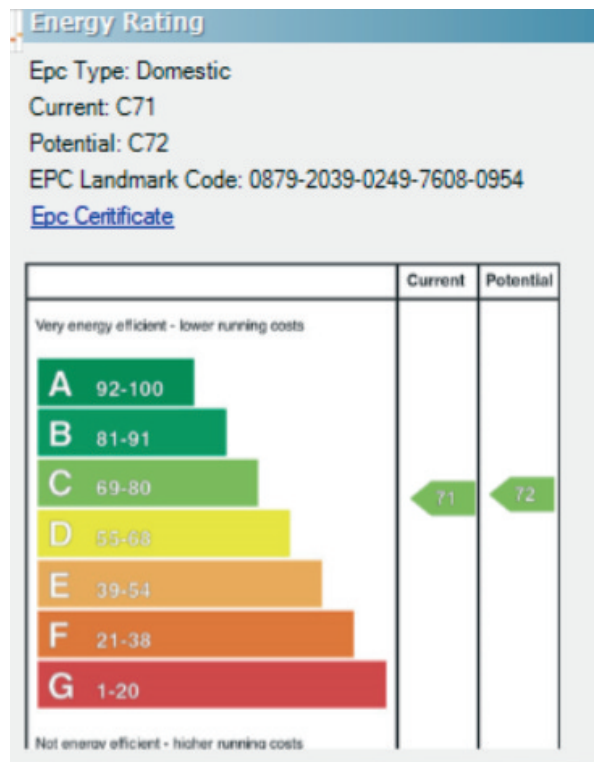 Energy Rating
Epc Type: Domestic
Current: C71
Potential: C72
EPC Landmark Code: 0879-2039-0249-7608-0954
Epc Ceritificate
Current Potential
Very energy efficient - lower running costs
A 92-100
B 81-91
C 69-80
71 72
D 55-68
E 39-54
F 21-38
G 1-20
Not energy efficient - higher running costs